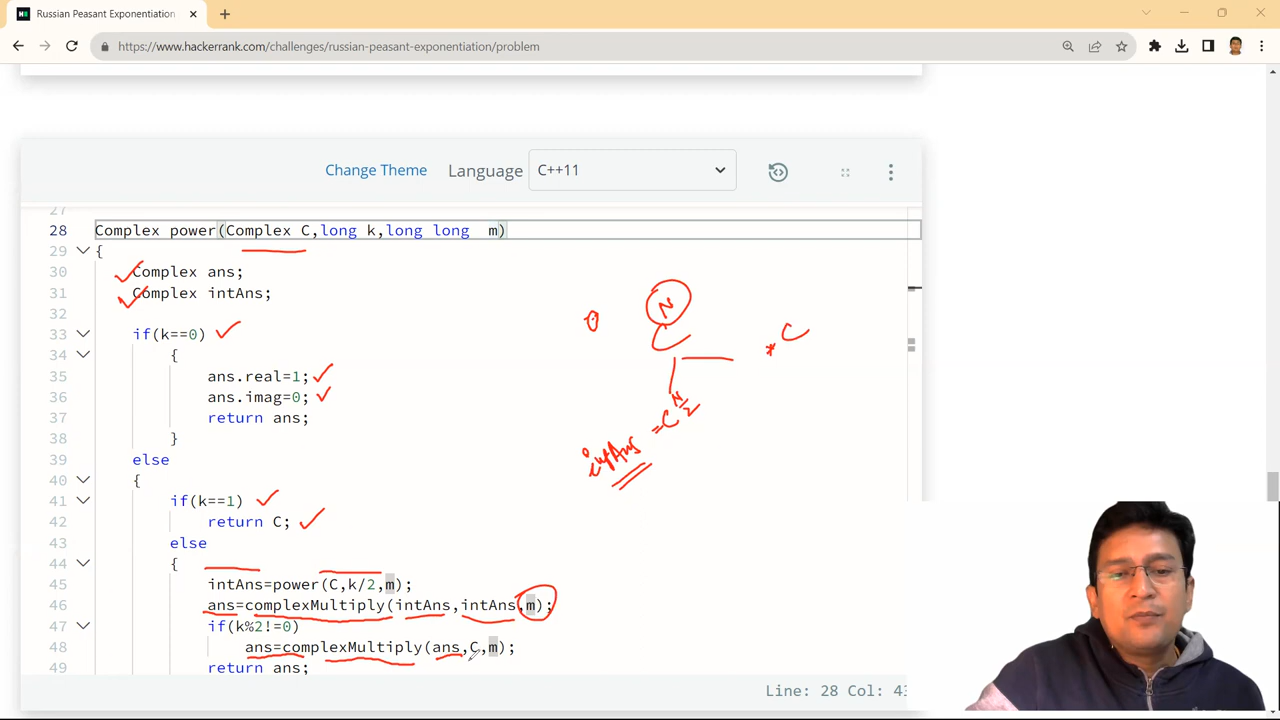 Russian Peasant Exponentiation
https://www.hackerrank.com/challenges/russian-peasant-exponentiation/problem
Change Theme Language C++11
27
28 Complex power(Complex C,long k,long long m)
29 {
30 Complex ans;
31 Complex intAns;
32
33 if(k==0)
34 {
35 ans.real=1;
36 ans.imag=0;
37 return ans;
38 }
39 else
40 {
41 if(k==1)
42 return C;
43 else
44 {
45 intAns=power(C,k/2,m);
46 ans=complexMultiply(intAns,intAns,m);
47 if(k%2!=0)
48 ans=complexMultiply(ans,C,m);
49 return ans;
N
C
* C
=C N/2
intAns
Line: 28 Col: 43